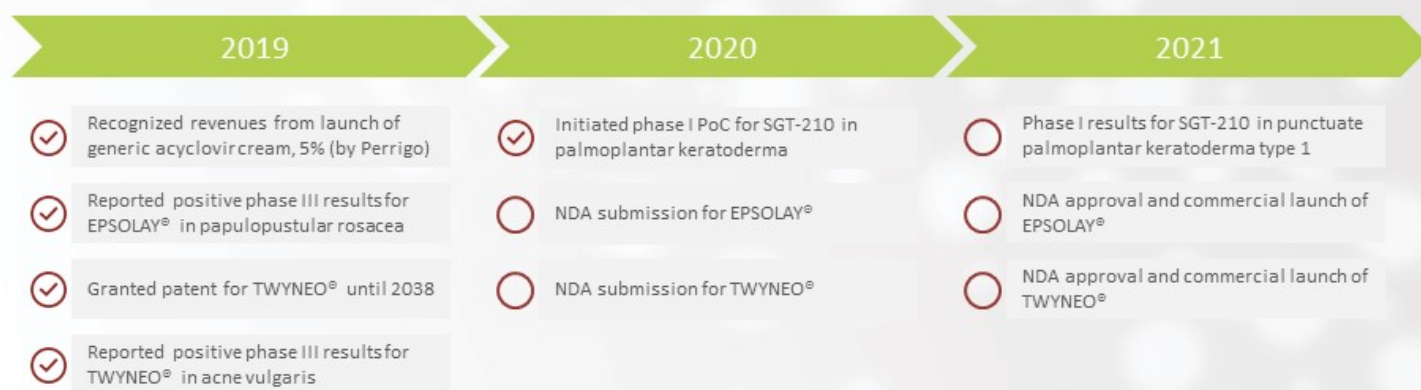 2019
2020
2021
Recognized revenues from launch of
generic acyclovir cream, 5% (by Perrigo)
Reported positive phase III results for
EPSOLAY® in papulopustular rosacea
Granted patent for TWYNEO® until 2038
Reported positive phase III results for
TWYNEO® in acne vulgaris
Initiated phase I PoC for SGT-210 in
palmoplantar keratoderma
NDA submission for EPSOLAY®
NDA submission for TWYNEO®
Phase I results for SGT-210 in punctuate
palmoplantar keratoderma type 1
NDA approval and commercial launch of
EPSOLAY®
NDA approval and commercial launch of
TWYNEO®